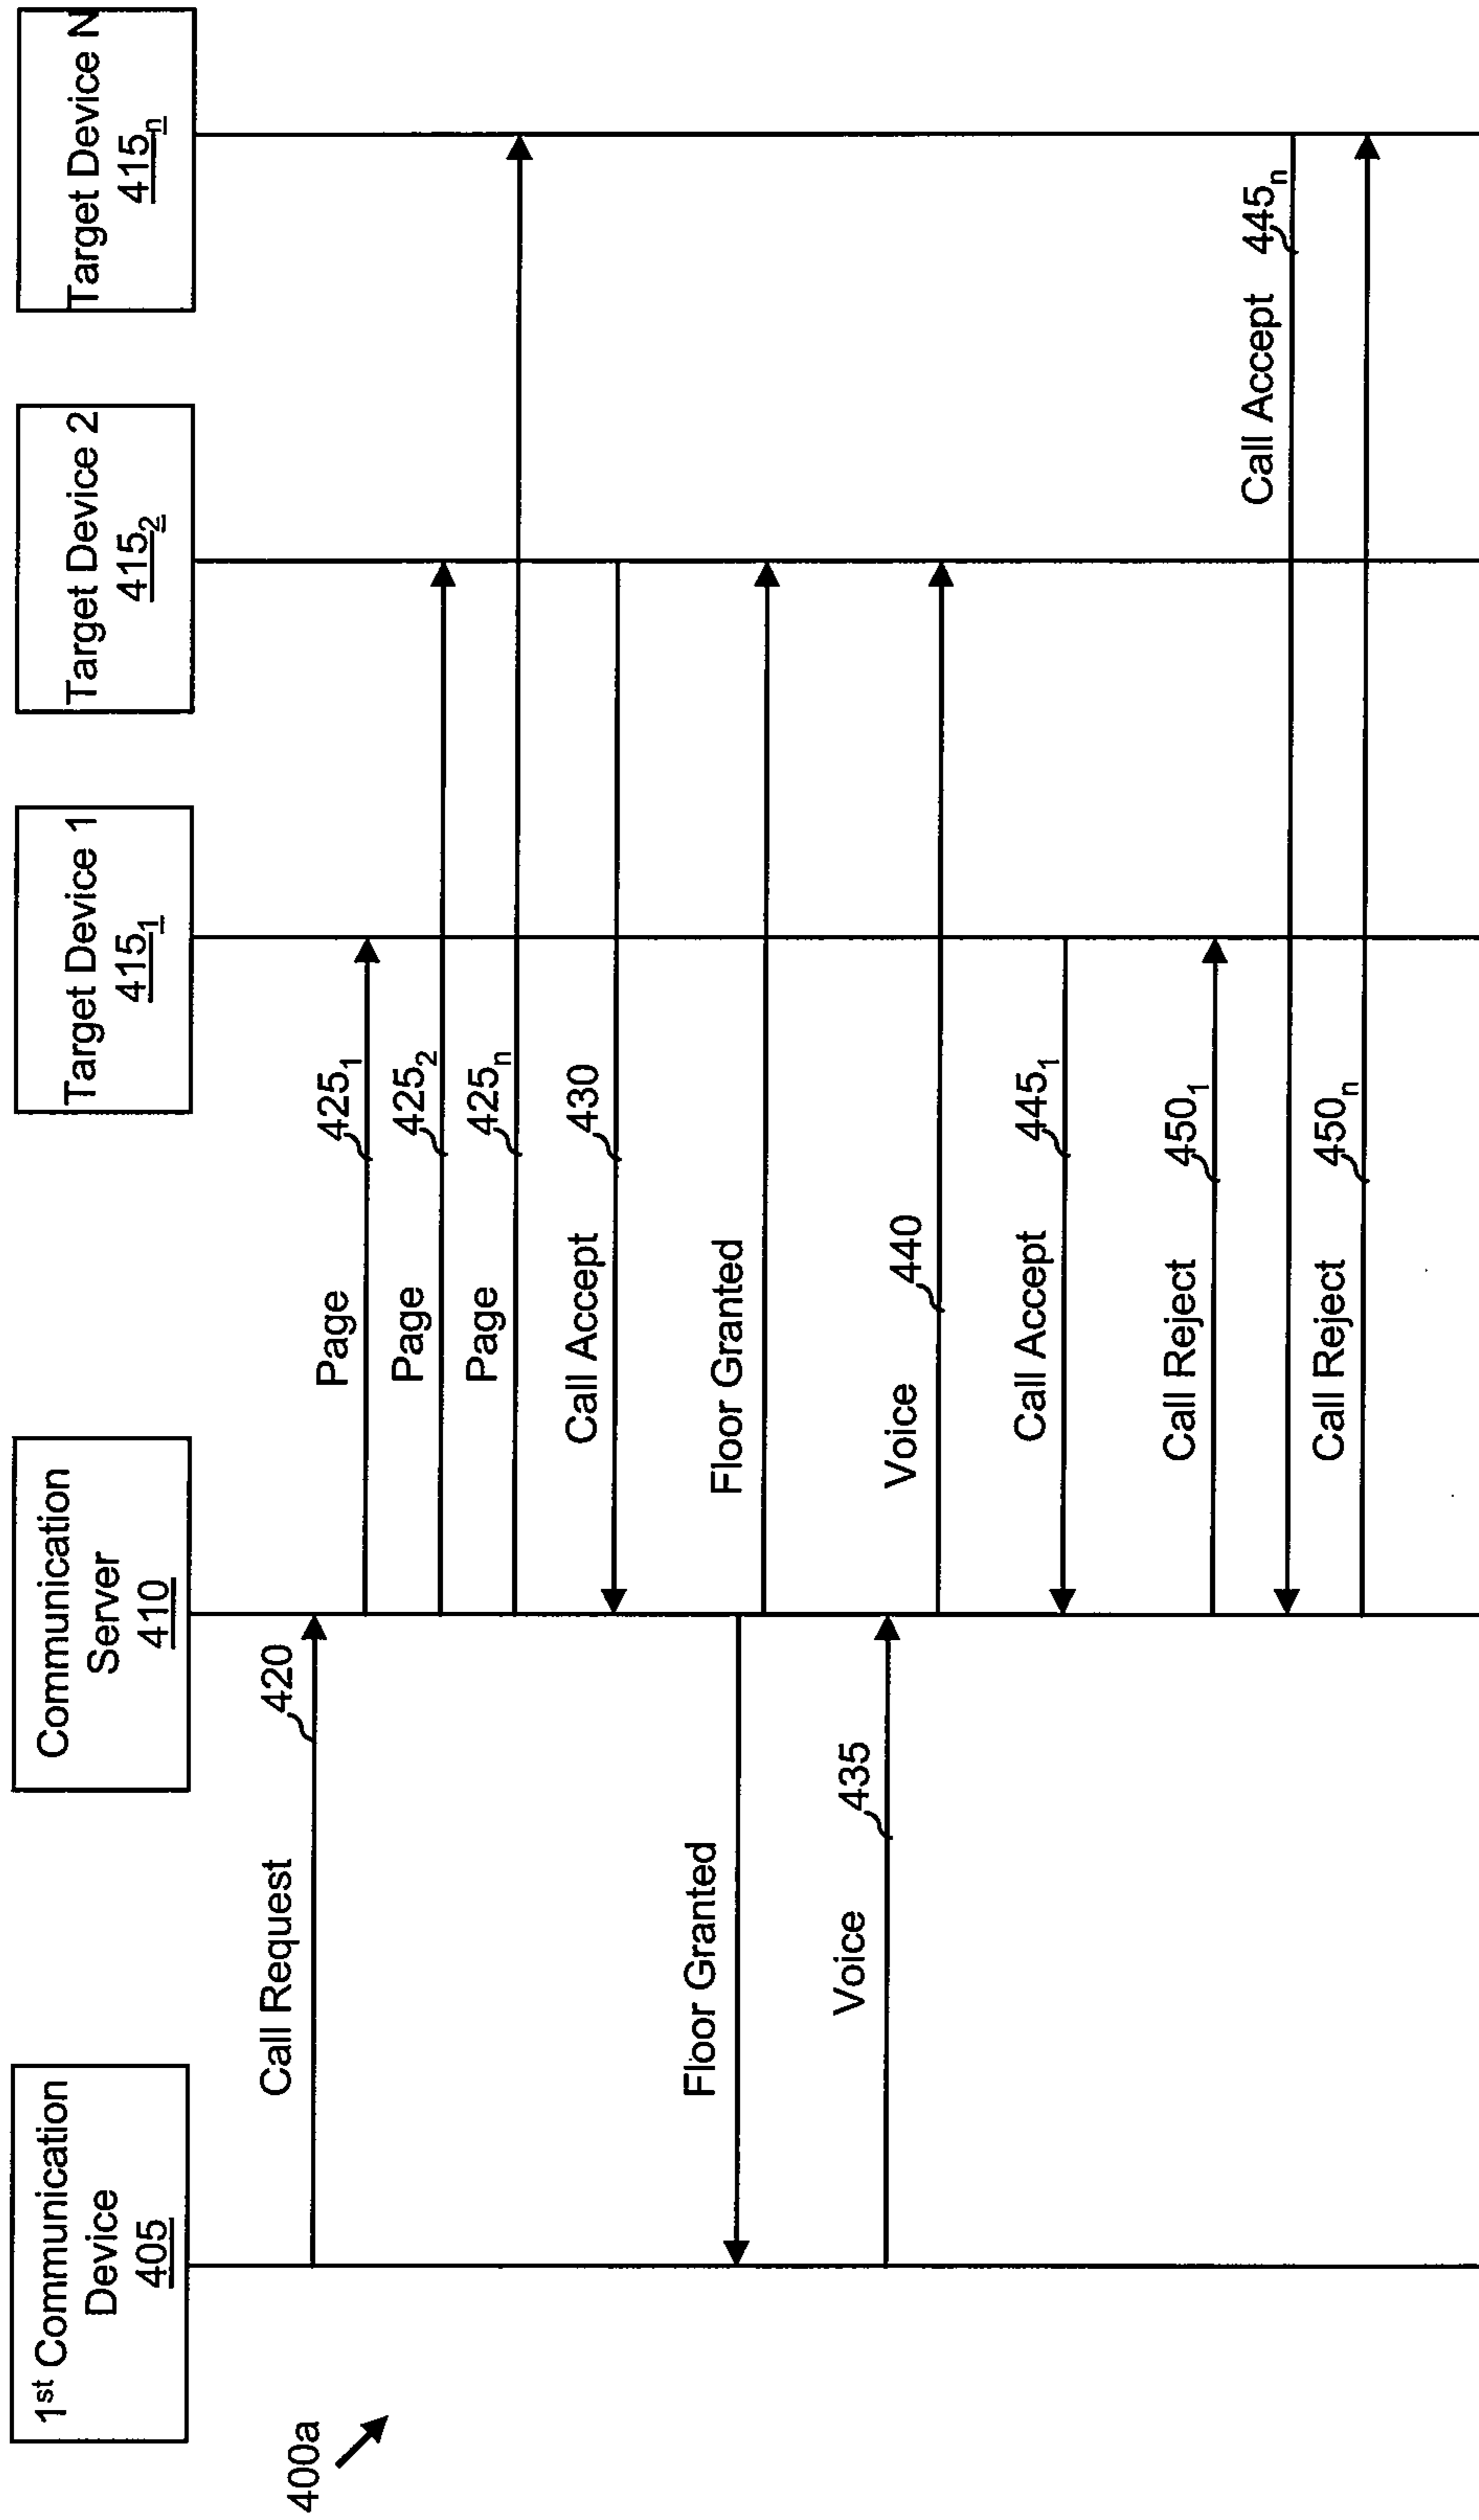 400a
1st Communication
Device
405
Communication
Server
410
Target Device 1
415₁
Target Device 2
415₂
Target Device N
415ₙ
Call Request
420
Page
425₁
Page
425₂
Page
425ₙ
Call Accept
430
Floor Granted
Floor Granted
Voice
435
Voice
440
Call Accept
445₁
Call Reject
450₁
Call Accept
445ₙ
Call Reject
450ₙ